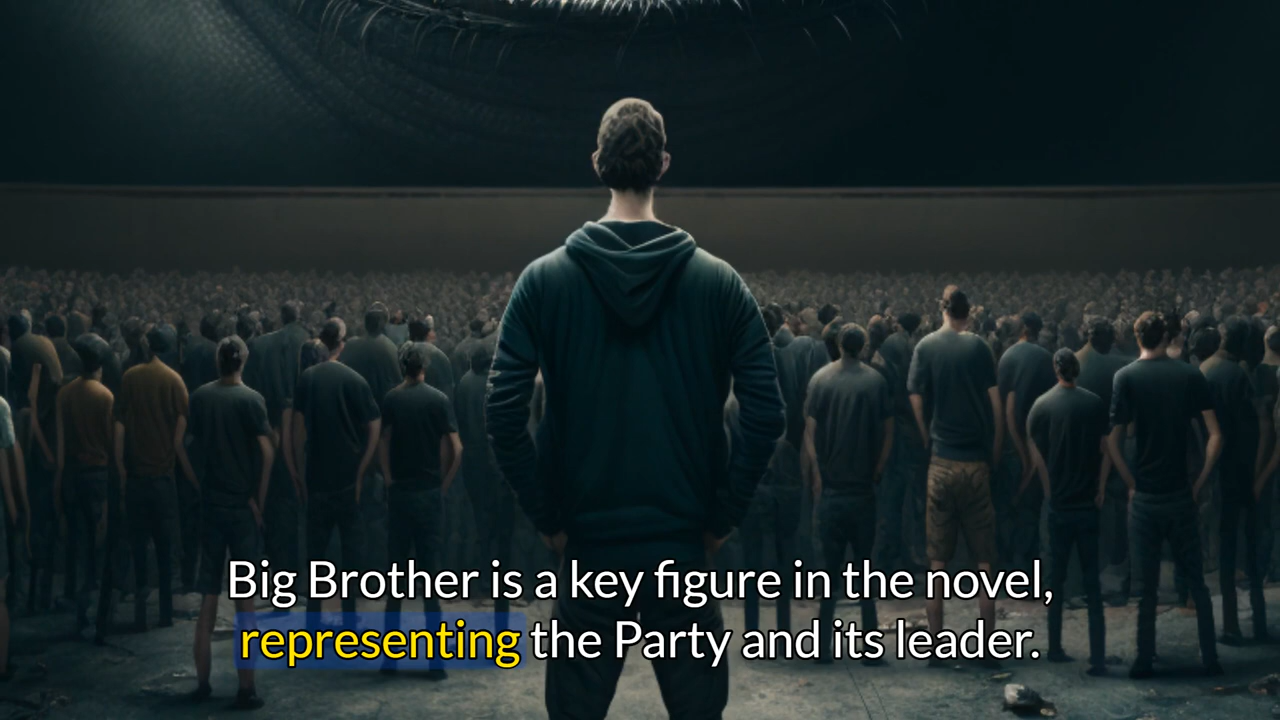 Big Brother is a key figure in the novel,
representing the Party and its leader.